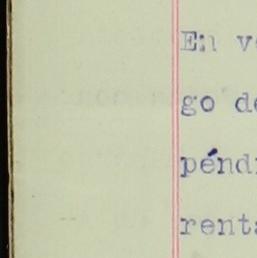 En v
go de
pénd
renta